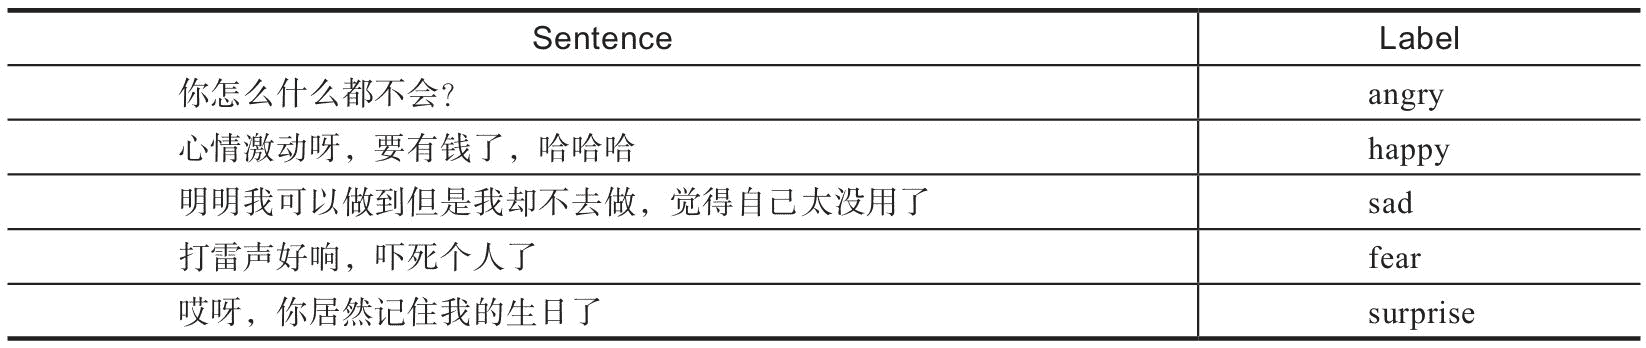 Sentence Label
你怎么什么都不会？ angry
心情激动呀，要有钱了，哈哈哈 happy
明明我可以做到但是我却不去做，觉得自己太没用了 sad
打雷声好响，吓死个人了 fear
哎呀，你居然记住我的生日了 surprise